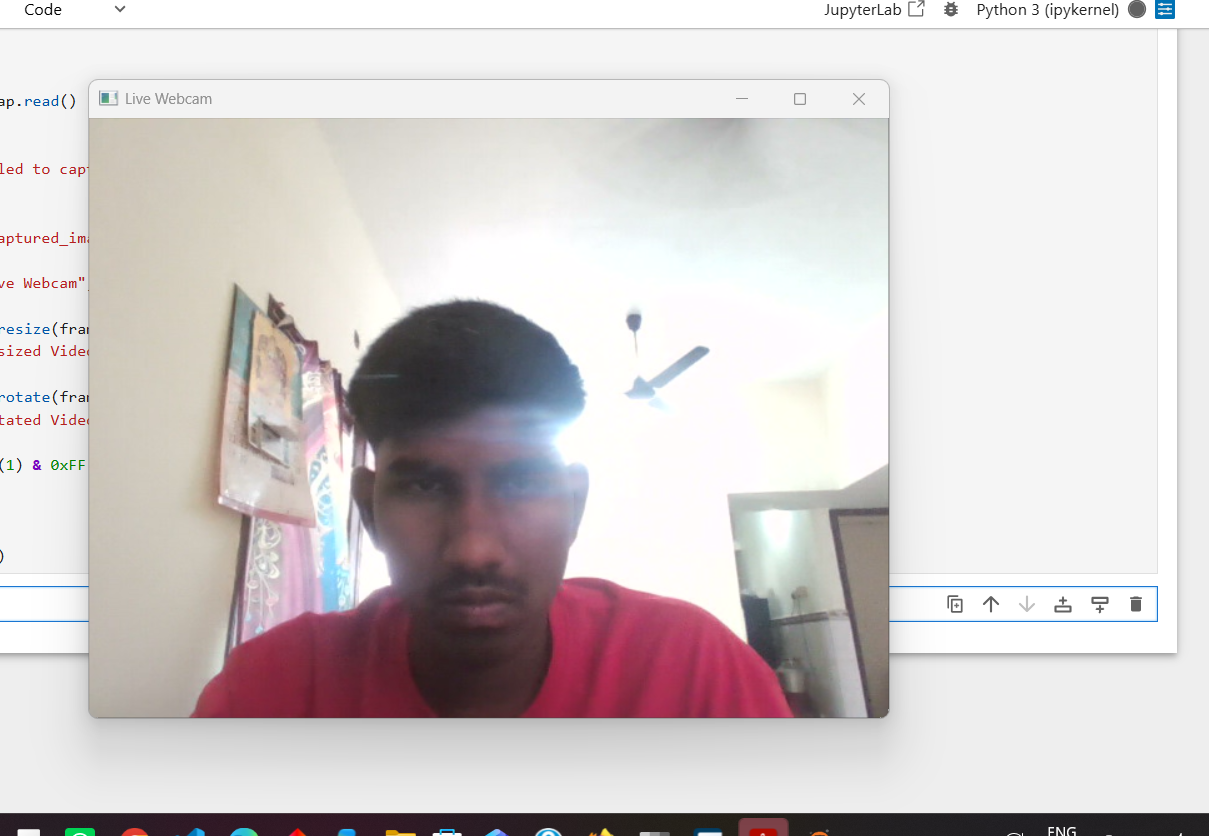 Code
JupyterLab
Python 3 (ipykernel)
ap.read()
Live Webcam
led to capt
aptured_ima
ve Webcam",
resize(fram
sized Video
rotate(fram
tated Video
(1) & 0xFF
)
ENG